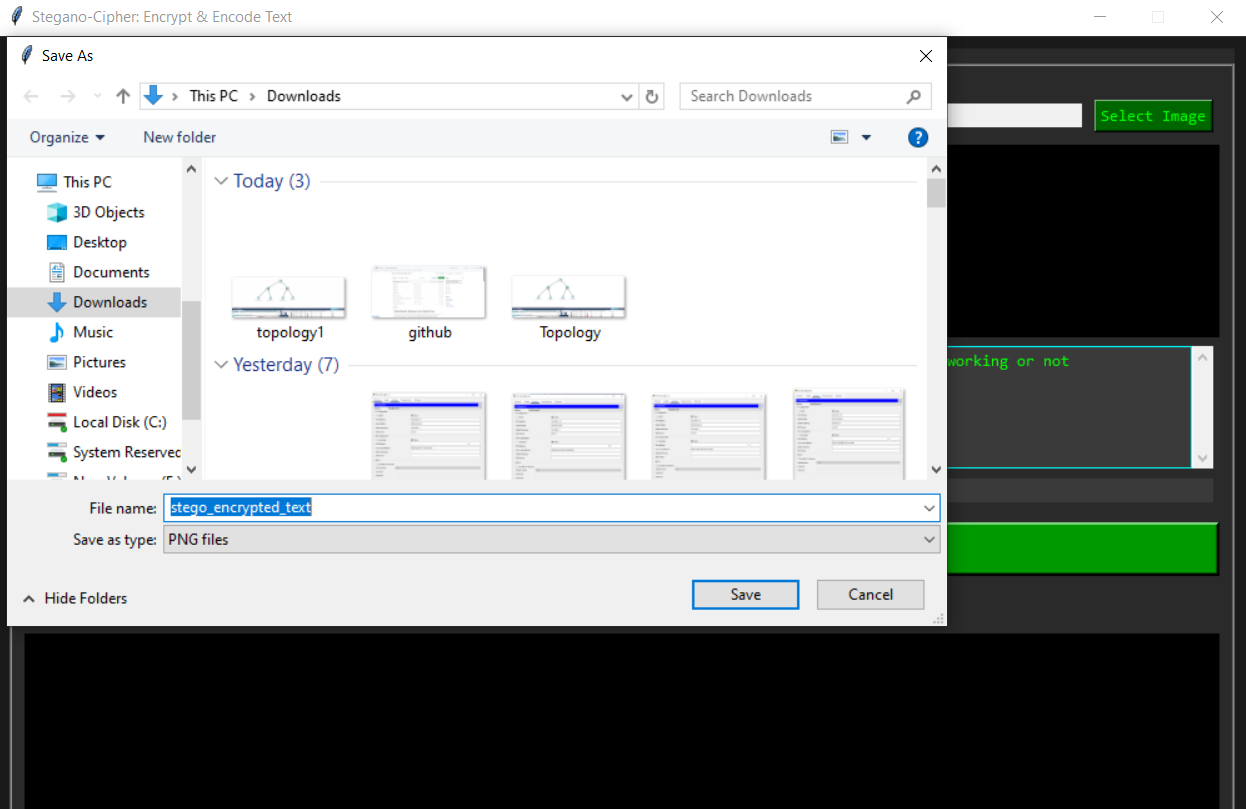 Stegano-Cipher: Encrypt & Encode Text
Save As
This PC > Downloads
Search Downloads
Select Image
Organize
New folder
?
This PC
3D Objects
Desktop
Documents
Downloads
Music
Pictures
Videos
Local Disk (C:)
System Reserved
Today (3)
topology1
github
Topology
Yesterday (7)
working or not
File name: stego_encrypted_text
Save as type: PNG files
Hide Folders
Save
Cancel